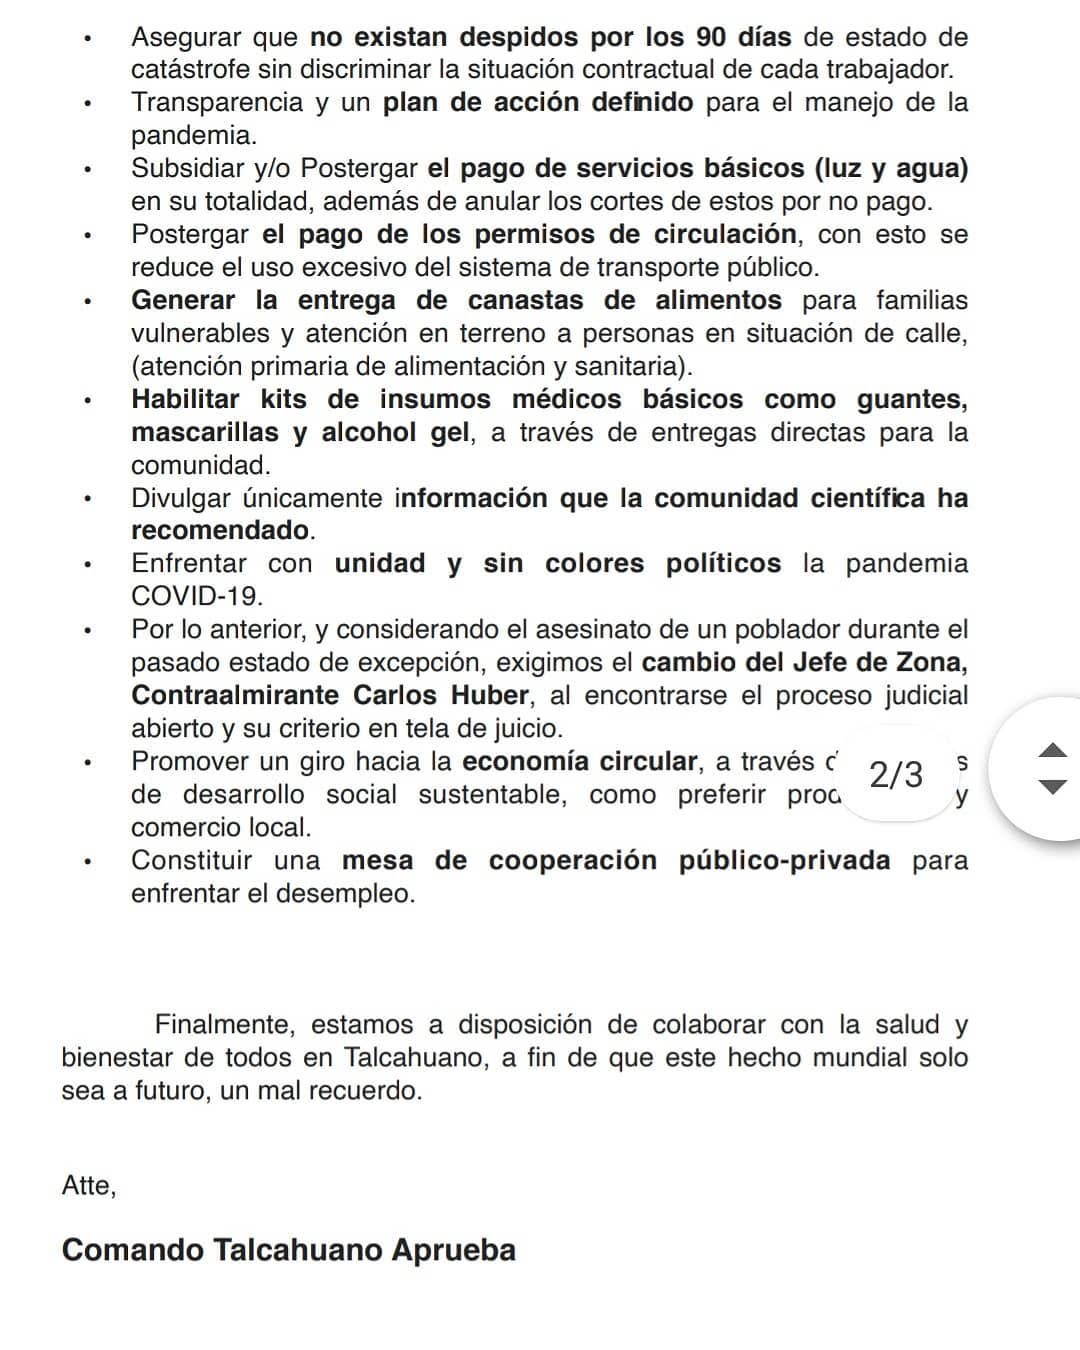 • Asegurar que no existan despidos por los 90 días de estado de
catástrofe sin discriminar la situación contractual de cada trabajador.
• Transparencia y un plan de acción definido para el manejo de la
pandemia.
• Subsidiar y/o Postergar el pago de servicios básicos (luz y agua)
en su totalidad, además de anular los cortes de estos por no pago.
• Postergar el pago de los permisos de circulación, con esto se
reduce el uso excesivo del sistema de transporte público.
• Generar la entrega de canastas de alimentos para familias
vulnerables y atención en terreno a personas en situación de calle,
(atención primaria de alimentación y sanitaria).
• Habilitar kits de insumos médicos básicos como guantes,
mascarillas y alcohol gel, a través de entregas directas para la
comunidad.
• Divulgar únicamente información que la comunidad científica ha
recomendado.
• Enfrentar con unidad y sin colores políticos la pandemia
COVID-19.
• Por lo anterior, y considerando el asesinato de un poblador durante el
pasado estado de excepción, exigimos el cambio del Jefe de Zona,
Contraalmirante Carlos Huber, al encontrarse el proceso judicial
abierto y su criterio en tela de juicio.
• Promover un giro hacia la economía circular, a través
2/3
de desarrollo social sustentable, como preferir y
comercio local.
• Constituir una mesa de cooperación público-privada para
enfrentar el desempleo.
Finalmente, estamos a disposición de colaborar con la salud y
bienestar de todos en Talcahuano, a fin de que este hecho mundial solo
sea a futuro, un mal recuerdo.
Atte,
Comando Talcahuano Aprueba